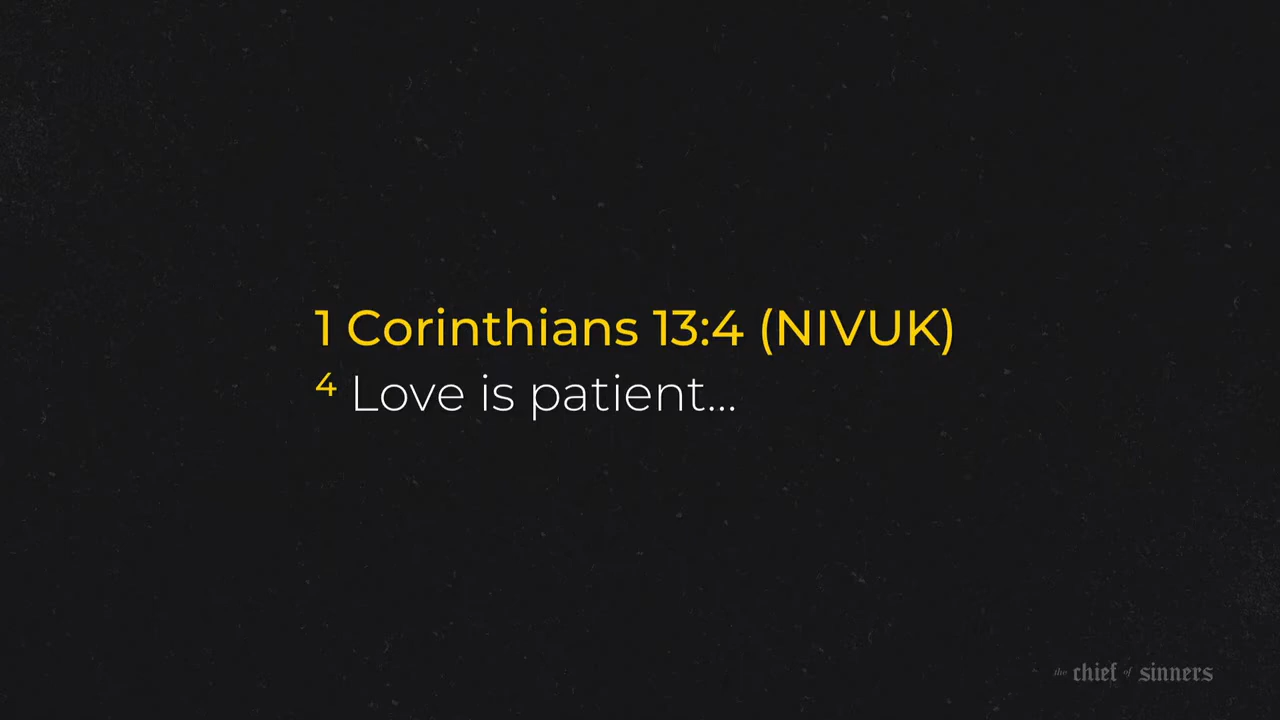 1 Corinthians 13:4 (NIVUK)
4 Love is patient...
the chief of sinners